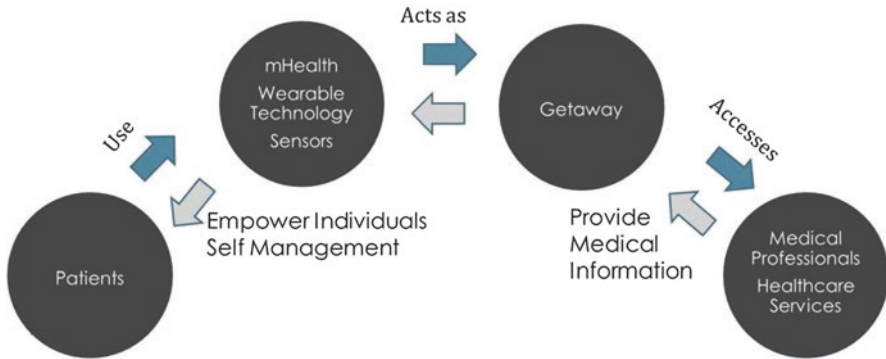 Acts as
mHealth
Wearable
Technology
Sensors
Getaway
Accesses
Use
Empower Individuals
Self Management
Provide
Medical
Information
Patients
Medical
Professionals
Healthcare
Services